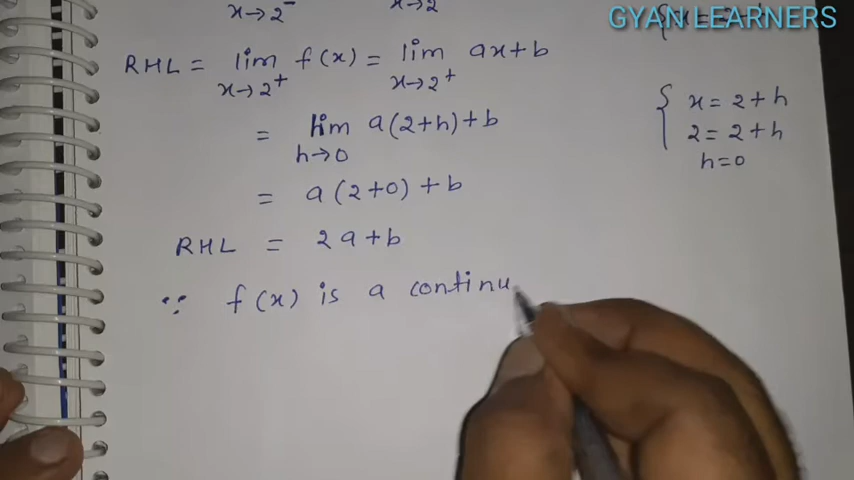 x→2⁻ x→2
GYAN LEARNERS
RHL = lim f(x) = lim ax+b
x→2⁺ x→2⁺
= lim a(2+h)+b
h→0
= a(2+0)+b
RHL = 2a+b
∵ f(x) is a continu
{ x = 2+h
2 = 2+h
h=0